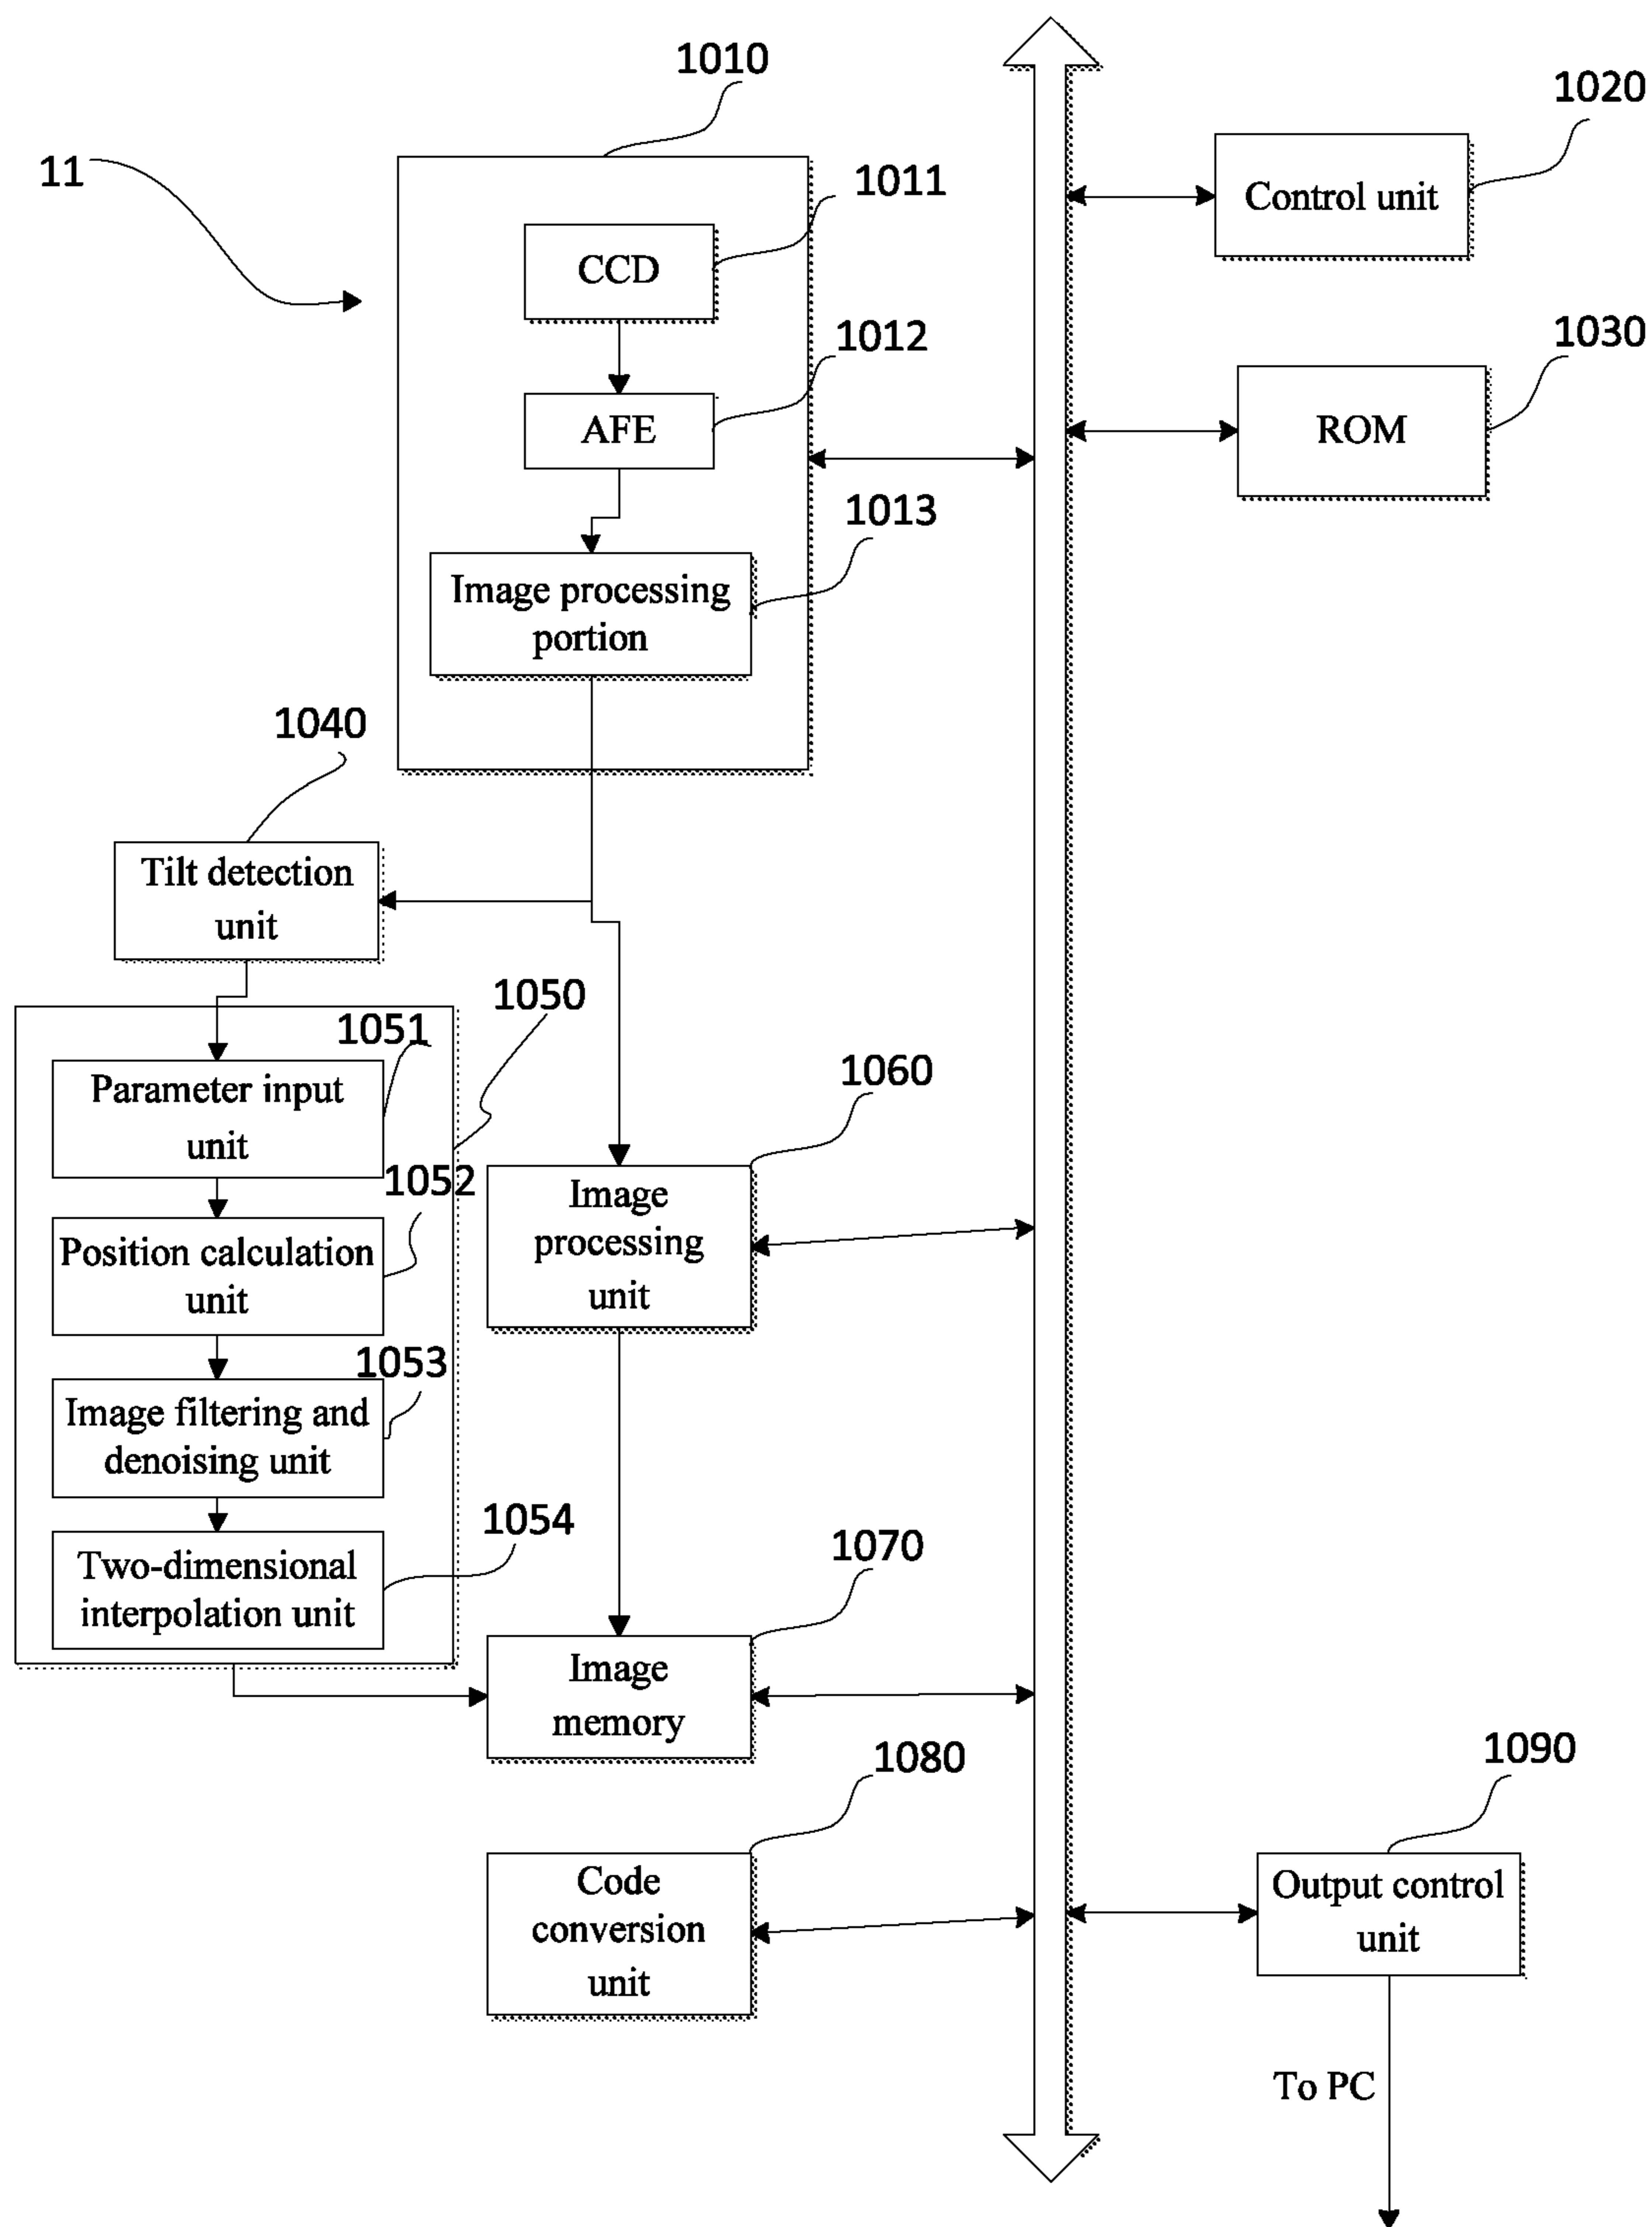 1010
1020
11
1011
Control unit
CCD
1012
1030
AFE
ROM
1013
Image processing
portion
1040
Tilt detection
unit
1050
1051
1060
Parameter input
unit
1052
Image
processing
unit
Position calculation
unit
1053
Image filtering and
denoising unit
1054
1070
Two-dimensional
interpolation unit
Image
memory
1080
1090
Code
conversion
unit
Output control
unit
To PC